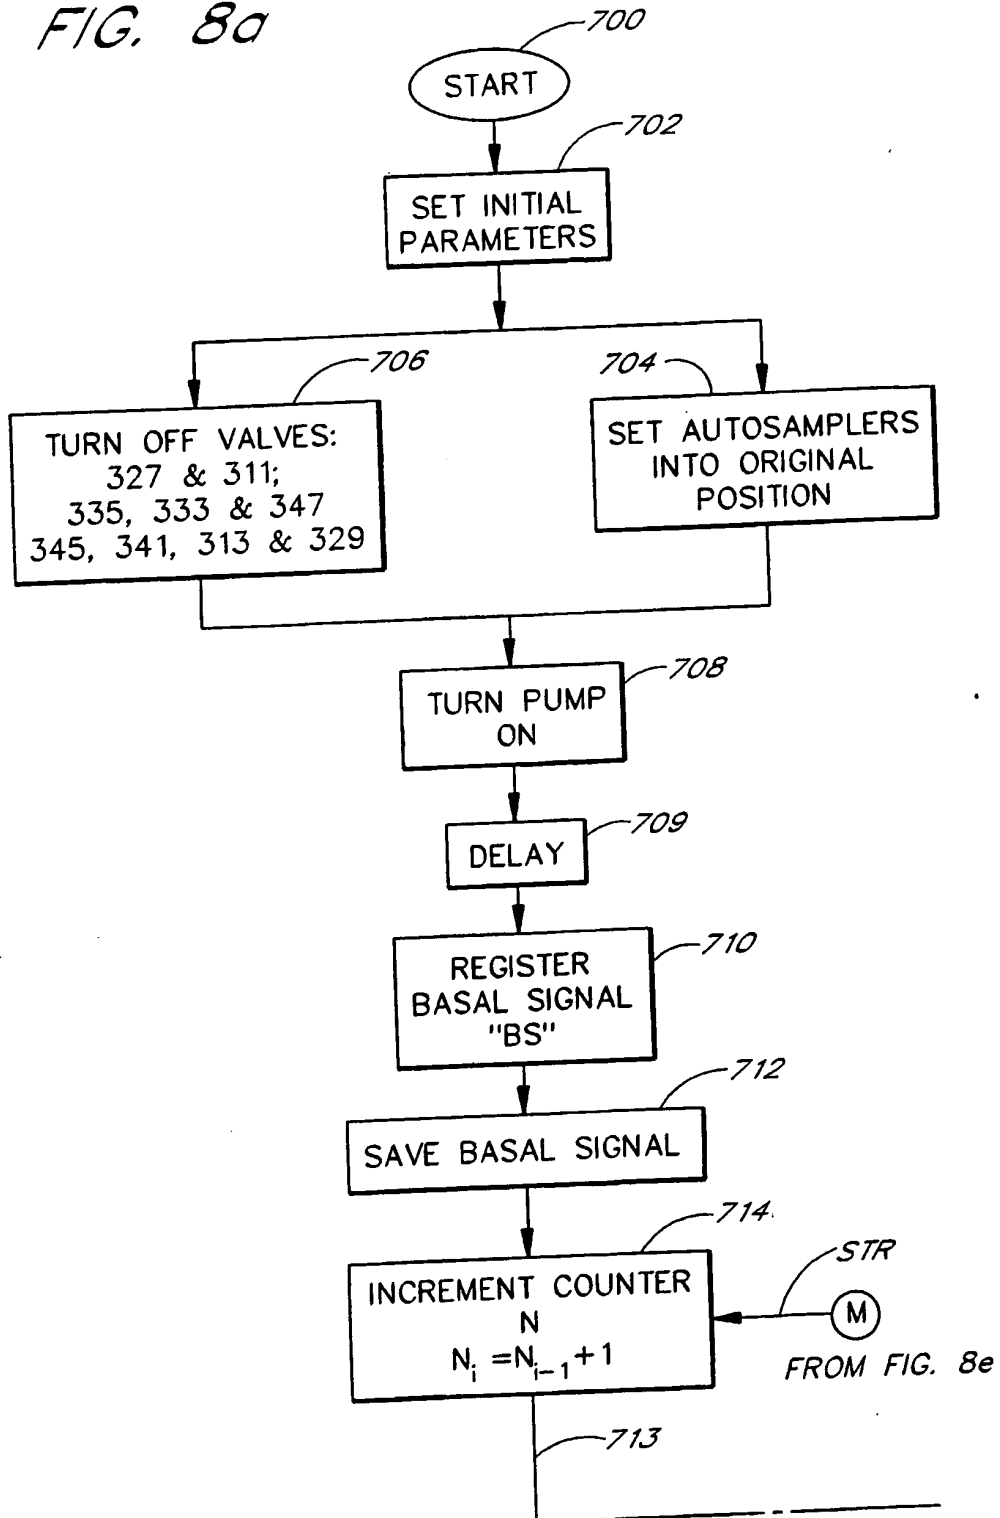 FIG. 8a
700
START
702
SET INITIAL
PARAMETERS
706
TURN OFF VALVES:
327 & 311;
335, 333 & 347
345, 341, 313 & 329
704
SET AUTOSAMPLERS
INTO ORIGINAL
POSITION
708
TURN PUMP
ON
709
DELAY
710
REGISTER
BASAL SIGNAL
"BS"
712
SAVE BASAL SIGNAL
714
INCREMENT COUNTER
N
Nᵢ =Nᵢ₋₁+1
STR
M
FROM FIG. 8e
713